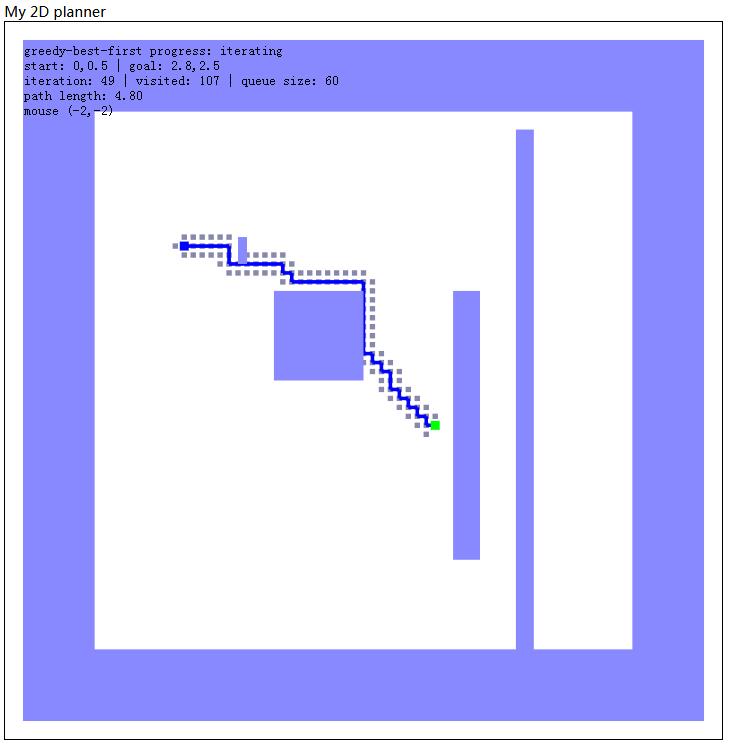 My 2D planner
greedy-best-first progress: iterating
start: 0,0.5 | goal: 2.8,2.5
iteration: 49 | visited: 107 | queue size: 60
path length: 4.80
mouse (-2,-2)